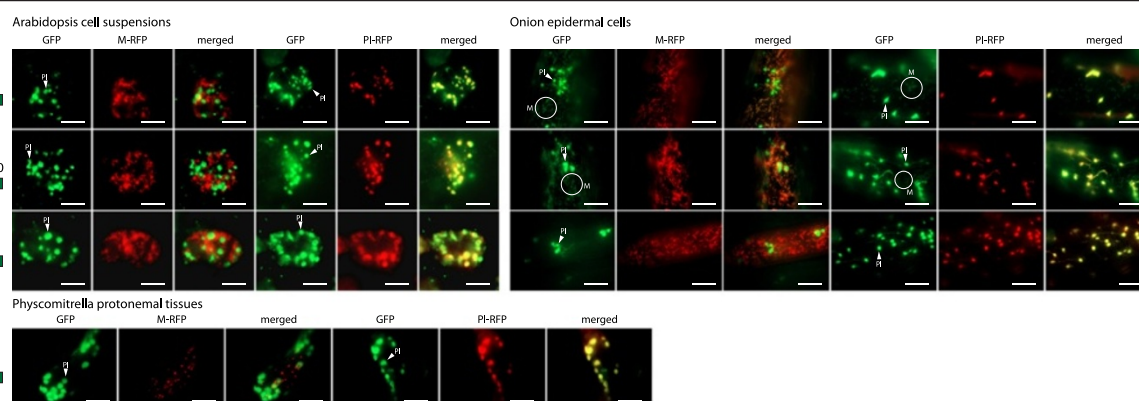 Arabidopsis cell suspensions
GFP M-RFP merged GFP PI-RFP merged
PI PI
PI PI
PI PI
Onion epidermal cells
GFP M-RFP merged GFP PI-RFP merged
PI M M PI
PI M PI M
PI PI
Physcomitrella protonemal tissues
GFP M-RFP merged GFP PI-RFP merged
PI PI